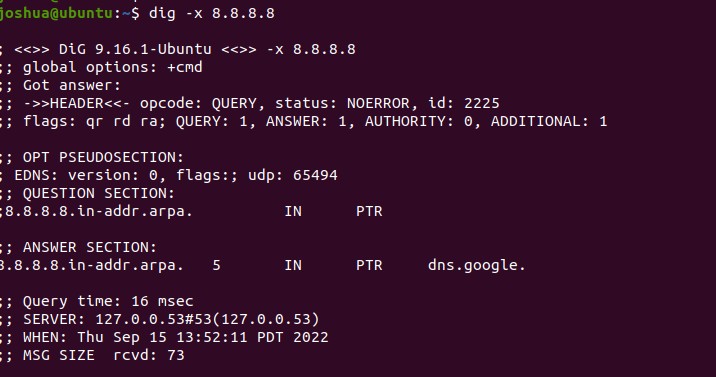 joshua@ubuntu:~$ dig -x 8.8.8.8
; <<>> DiG 9.16.1-Ubuntu <<>> -x 8.8.8.8
;; global options: +cmd
;; Got answer:
;; ->>HEADER<<- opcode: QUERY, status: NOERROR, id: 2225
;; flags: qr rd ra; QUERY: 1, ANSWER: 1, AUTHORITY: 0, ADDITIONAL: 1
;; OPT PSEUDOSECTION:
; EDNS: version: 0, flags:; udp: 65494
;; QUESTION SECTION:
;8.8.8.8.in-addr.arpa. IN PTR
;; ANSWER SECTION:
8.8.8.8.in-addr.arpa. 5 IN PTR dns.google.
;; Query time: 16 msec
;; SERVER: 127.0.0.53#53(127.0.0.53)
;; WHEN: Thu Sep 15 13:52:11 PDT 2022
;; MSG SIZE rcvd: 73